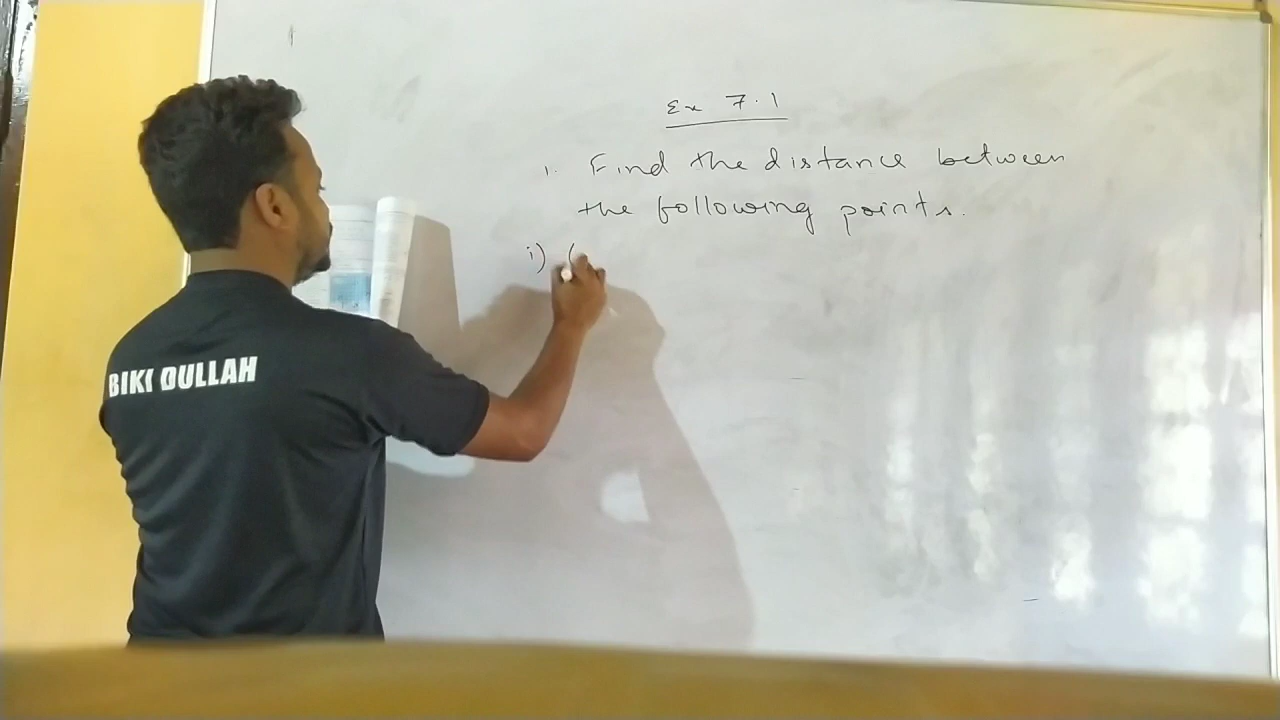 Ex 7.1
1. Find the distance between
the following points.
i) (
BIKI DULLAH